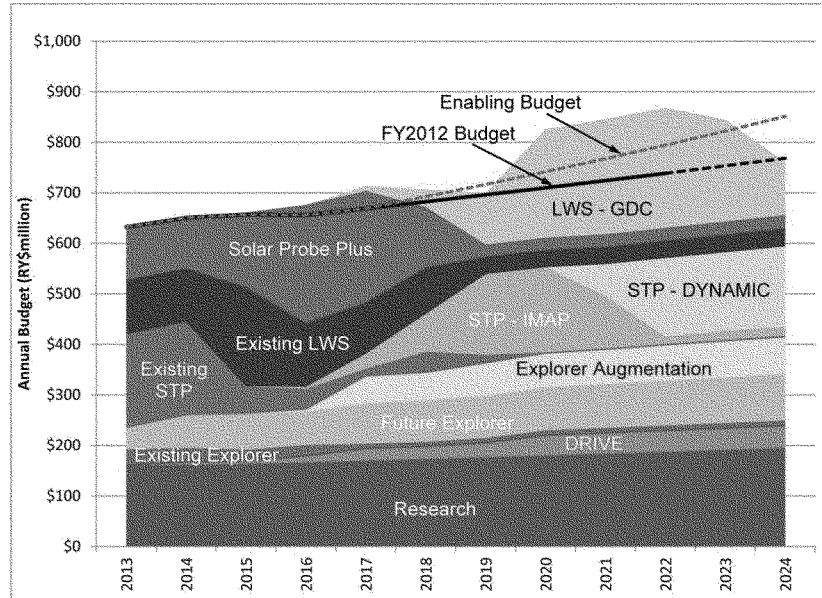 $1,000
$900
$800
$700
$600
$500
$400
$300
$200
$100
$0
Annual Budget (RY$million)
Enabling Budget
FY2012 Budget
LWS - GDC
Solar Probe Plus
STP - DYNAMIC
STP - IMAP
Existing LWS
Existing
STP
Explorer Augmentation
Future Explorer
Existing Explorer
DRIVE
Research
2013
2014
2015
2016
2017
2018
2019
2020
2021
2022
2023
2024